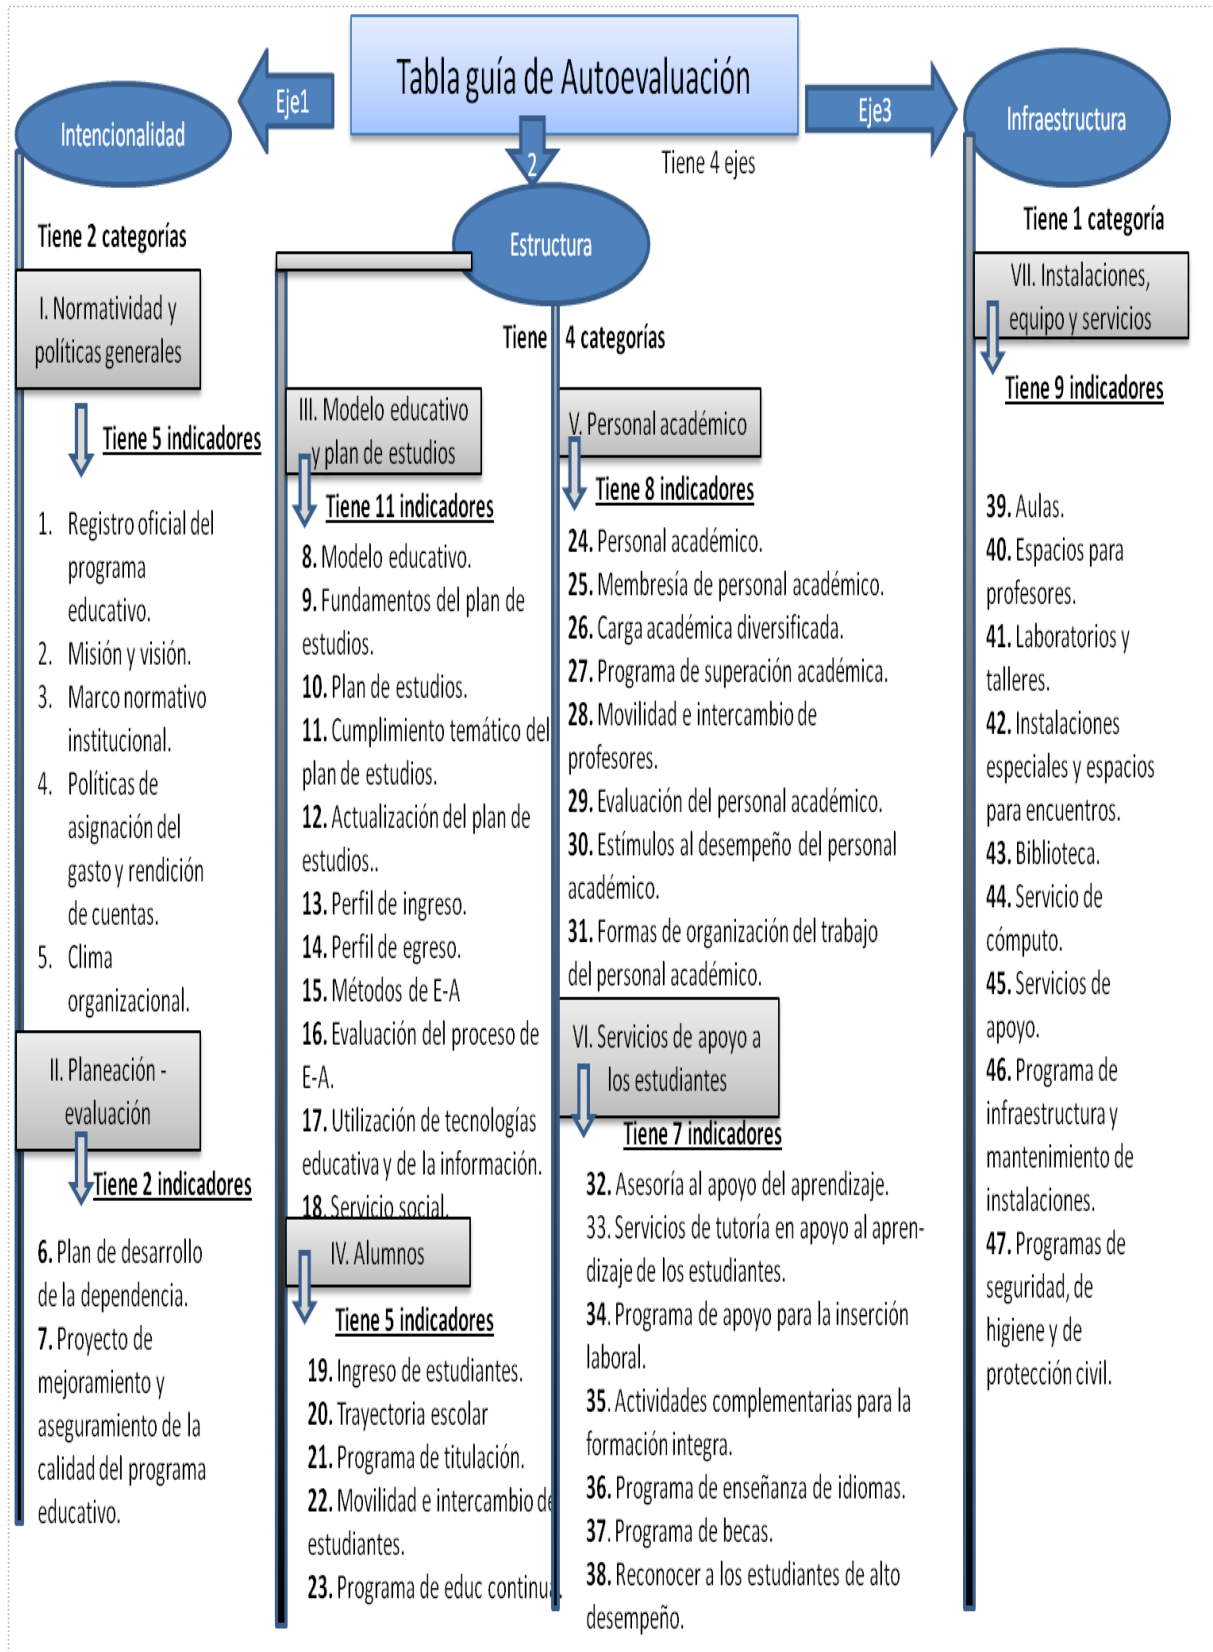 Tabla guía de Autoevaluación
Eje1
Eje3
2
Tiene 4 ejes
Intencionalidad
Tiene 2 categorías
I. Normatividad y
políticas generales
Tiene 5 indicadores
1. Registro oficial del
programa
educativo.
2. Misión y visión.
3. Marco normativo
institucional.
4. Políticas de
asignación del
gasto y rendición
de cuentas.
5. Clima
organizacional.
II. Planeación -
evaluación
Tiene 2 indicadores
6. Plan de desarrollo
de la dependencia.
7. Proyecto de
mejoramiento y
aseguramiento de la
calidad del programa
educativo.
Estructura
Tiene 4 categorías
III. Modelo educativo
y plan de estudios
Tiene 11 indicadores
8. Modelo educativo.
9. Fundamentos del plan de
estudios.
10. Plan de estudios.
11. Cumplimiento temático del
plan de estudios.
12. Actualización del plan de
estudios..
13. Perfil de ingreso.
14. Perfil de egreso.
15. Métodos de E-A
16. Evaluación del proceso de
E-A.
17. Utilización de tecnologías
educativa y de la información.
18. Servicio social.
IV. Alumnos
Tiene 5 indicadores
19. Ingreso de estudiantes.
20. Trayectoria escolar
21. Programa de titulación.
22. Movilidad e intercambio de
estudiantes.
23. Programa de educ continua.
V. Personal académico
Tiene 8 indicadores
24. Personal académico.
25. Membresía de personal académico.
26. Carga académica diversificada.
27. Programa de superación académica.
28. Movilidad e intercambio de
profesores.
29. Evaluación del personal académico.
30. Estímulos al desempeño del personal
académico.
31. Formas de organización del trabajo
del personal académico.
VI. Servicios de apoyo a
los estudiantes
Tiene 7 indicadores
32. Asesoría al apoyo del aprendizaje.
33. Servicios de tutoría en apoyo al apren-
dizaje de los estudiantes.
34. Programa de apoyo para la inserción
laboral.
35. Actividades complementarias para la
formación integra.
36. Programa de enseñanza de idiomas.
37. Programa de becas.
38. Reconocer a los estudiantes de alto
desempeño.
Infraestructura
Tiene 1 categoría
VII. Instalaciones,
equipo y servicios
Tiene 9 indicadores
39. Aulas.
40. Espacios para
profesores.
41. Laboratorios y
talleres.
42. Instalaciones
especiales y espacios
para encuentros.
43. Biblioteca.
44. Servicio de
cómputo.
45. Servicios de
apoyo.
46. Programa de
infraestructura y
mantenimiento de
instalaciones.
47. Programas de
seguridad, de
higiene y de
protección civil.